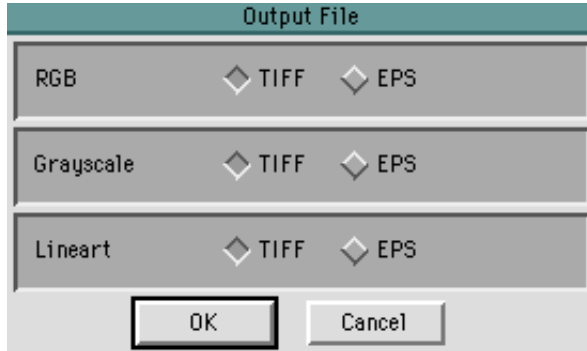 Output File
RGB TIFF EPS
Grayscale TIFF EPS
Lineart TIFF EPS
OK Cancel